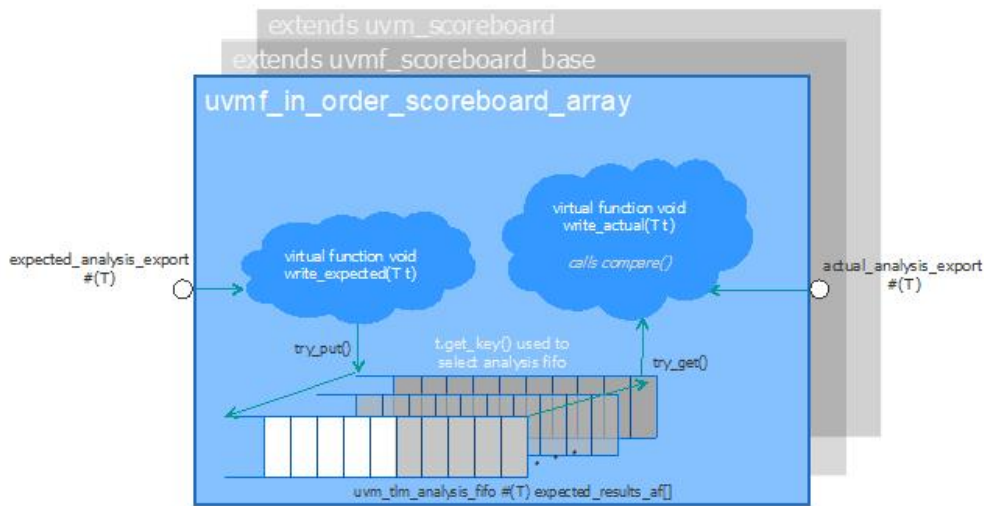 extends uvm_scoreboard
extends uvmf_scoreboard_base
uvmf_in_order_scoreboard_array
virtual function void
write_actual(T t)
calls compare()
virtual function void
write_expected(T t)
expected_analysis_export
#(T)
actual_analysis_export
#(T)
try_put()
t.get_key() used to
select analysis fifo
try_get()
uvm_tlm_analysis_fifo #(T) expected_results_af[]